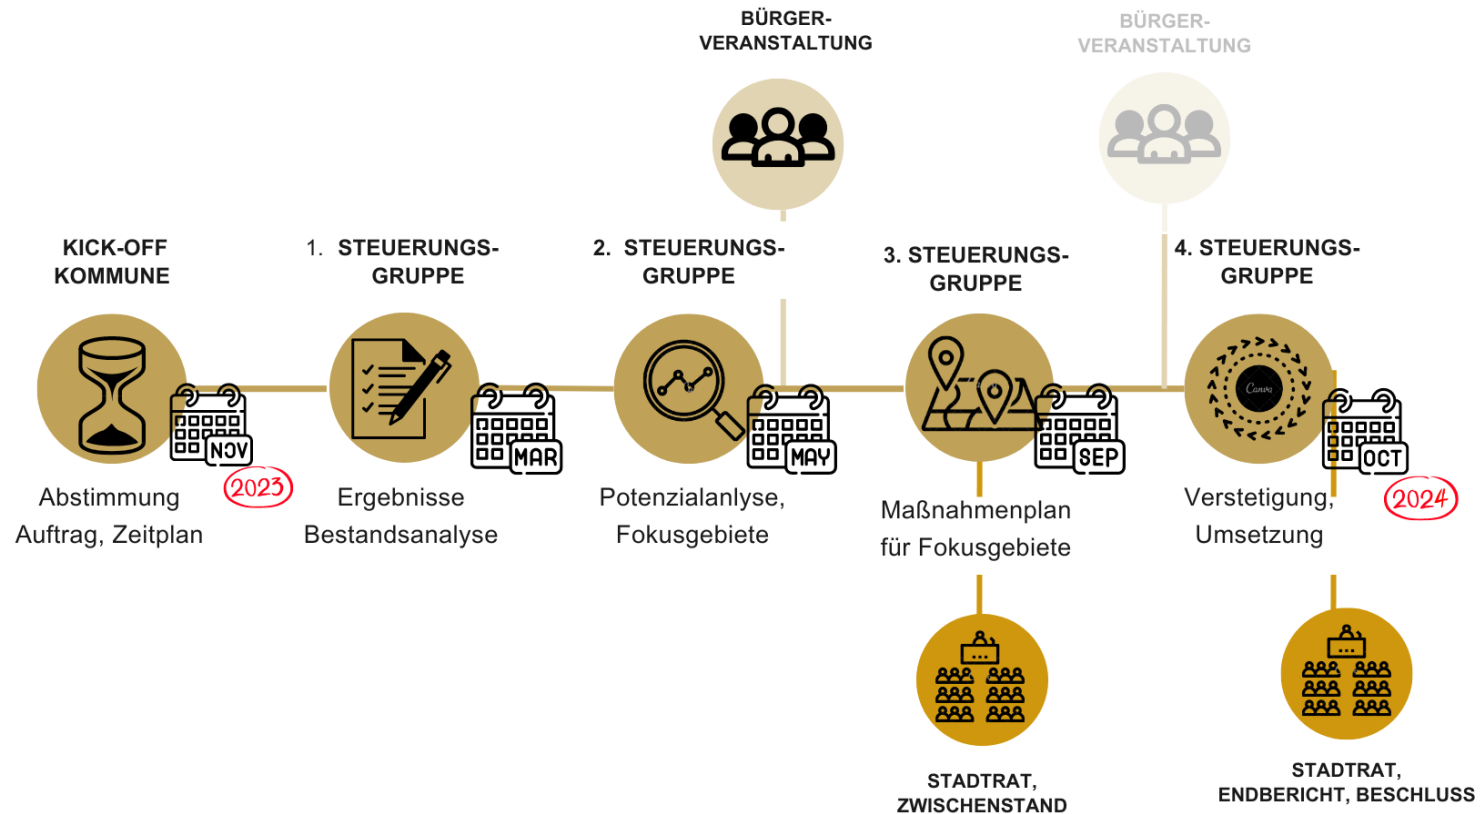 BÜRGER-
VERANSTALTUNG
BÜRGER-
VERANSTALTUNG
KICK-OFF
KOMMUNE
1. STEUERUNGS-
GRUPPE
2. STEUERUNGS-
GRUPPE
3. STEUERUNGS-
GRUPPE
4. STEUERUNGS-
GRUPPE
Canva
NOV
MAR
MAY
SEP
OCT
2023
2024
Abstimmung
Auftrag, Zeitplan
Ergebnisse
Bestandsanalyse
Potenzialanlyse,
Fokusgebiete
Maßnahmenplan
für Fokusgebiete
Verstetigung,
Umsetzung
STADTRAT,
ZWISCHENSTAND
STADTRAT,
ENDBERICHT, BESCHLUSS